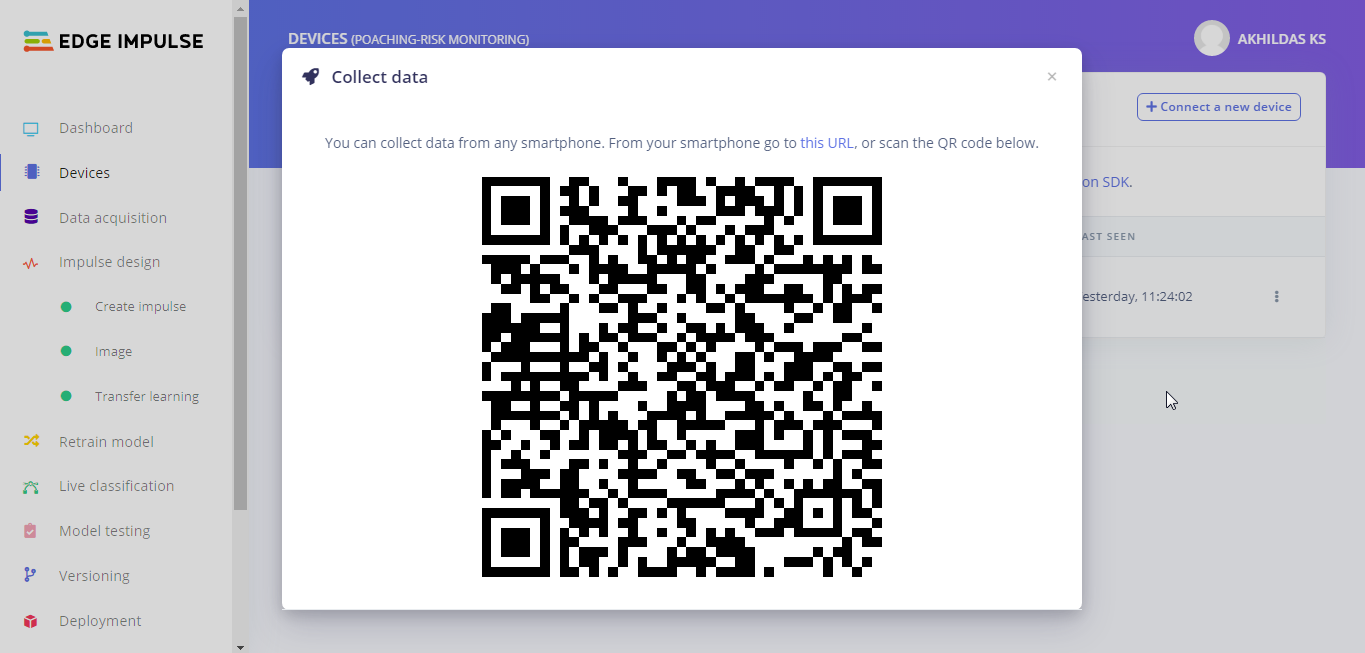 EDGE IMPULSE
Dashboard
Devices
Data acquisition
Impulse design
Create impulse
Image
Transfer learning
Retrain model
Live classification
Model testing
Versioning
Deployment
DEVICES (POACHING-RISK MONITORING)
AKHILDAS KS
Collect data
×
You can collect data from any smartphone. From your smartphone go to this URL, or scan the QR code below.
+ Connect a new device
on SDK.
AST SEEN
esterday, 11:24:02